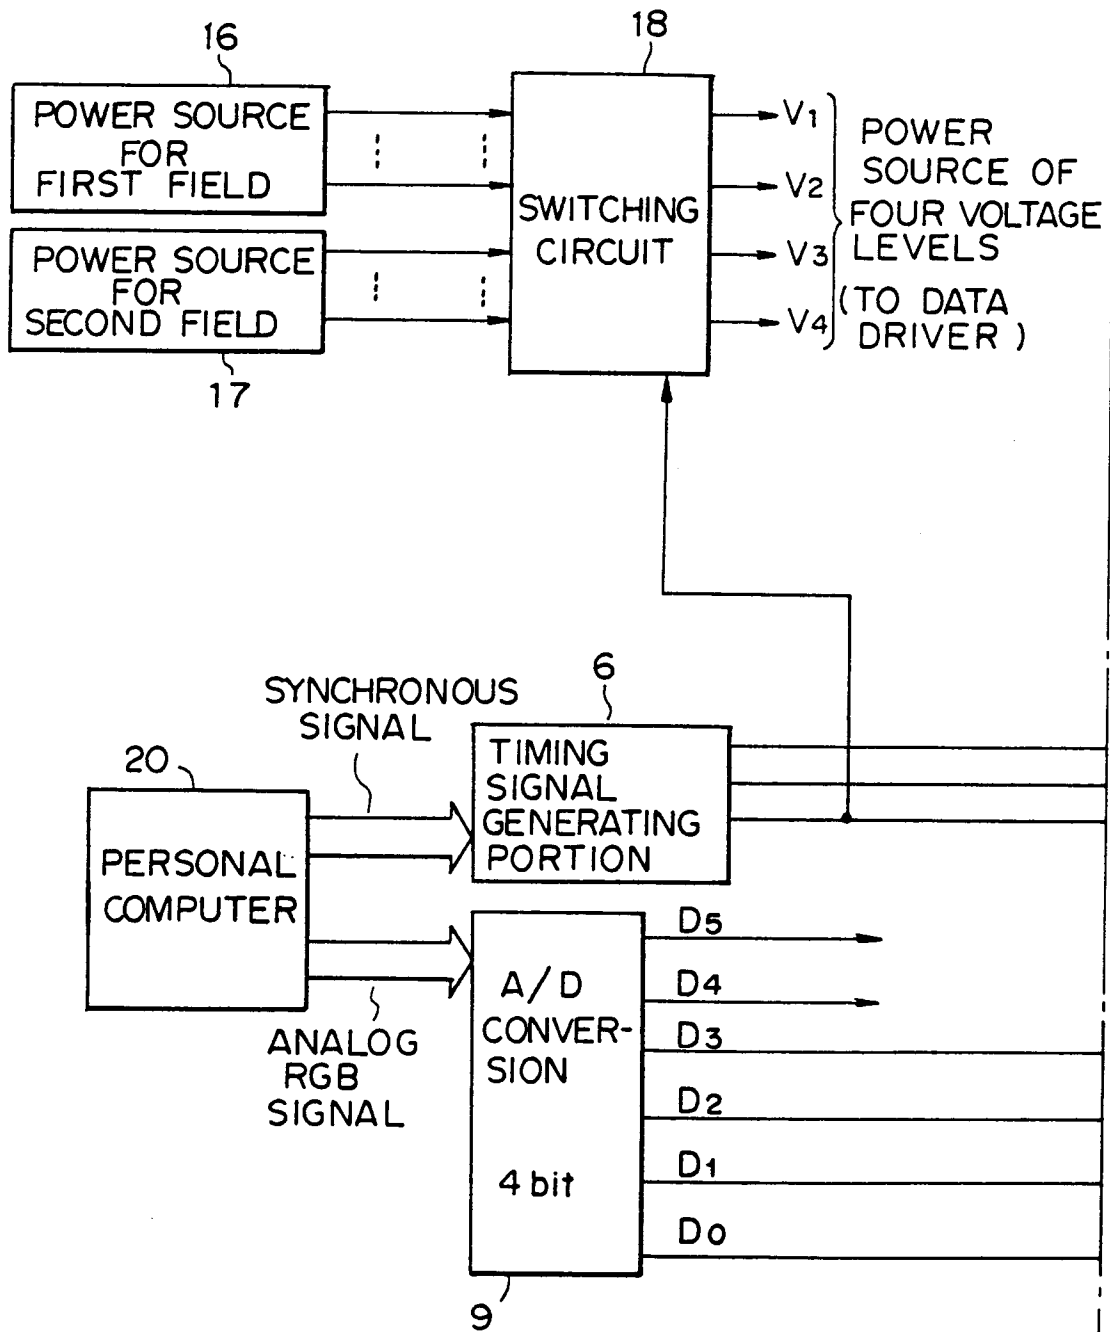 16
POWER SOURCE
FOR
FIRST FIELD
POWER SOURCE
FOR
SECOND FIELD
17
18
SWITCHING
CIRCUIT
V1
V2
V3
V4
POWER
SOURCE OF
FOUR VOLTAGE
LEVELS
(TO DATA
DRIVER)
SYNCHRONOUS
SIGNAL
6
TIMING
SIGNAL
GENERATING
PORTION
20
PERSONAL
COMPUTER
ANALOG
RGB
SIGNAL
A/D
CONVER-
SION
4 bit
9
D5
D4
D3
D2
D1
D0